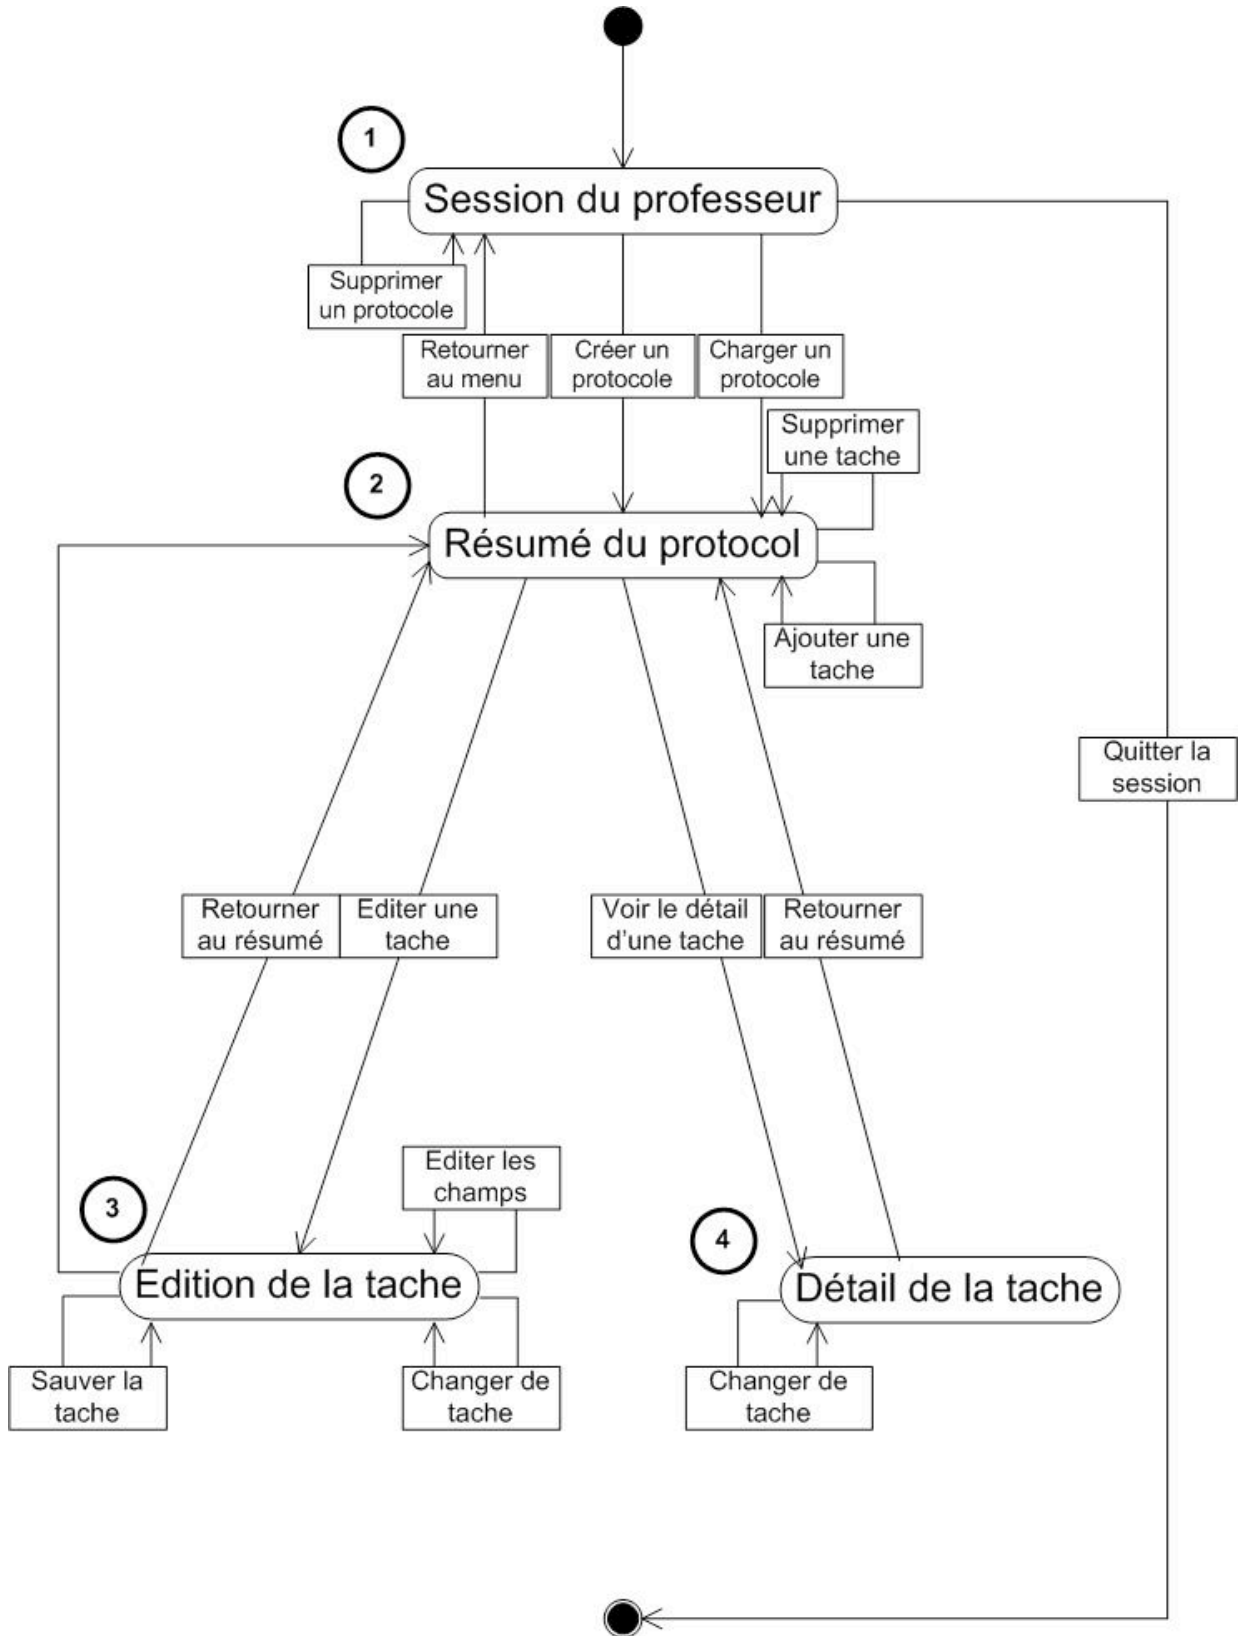 1
Session du professeur
Supprimer
un protocole
Retourner
au menu
Créer un
protocole
Charger un
protocole
Supprimer
une tache
2
Résumé du protocol
Ajouter une
tache
Quitter la
session
Retourner
au résumé
Editer une
tache
Voir le détail
d'une tache
Retourner
au résumé
Editer les
champs
3
4
Edition de la tache
Détail de la tache
Sauver la
tache
Changer de
tache
Changer de
tache